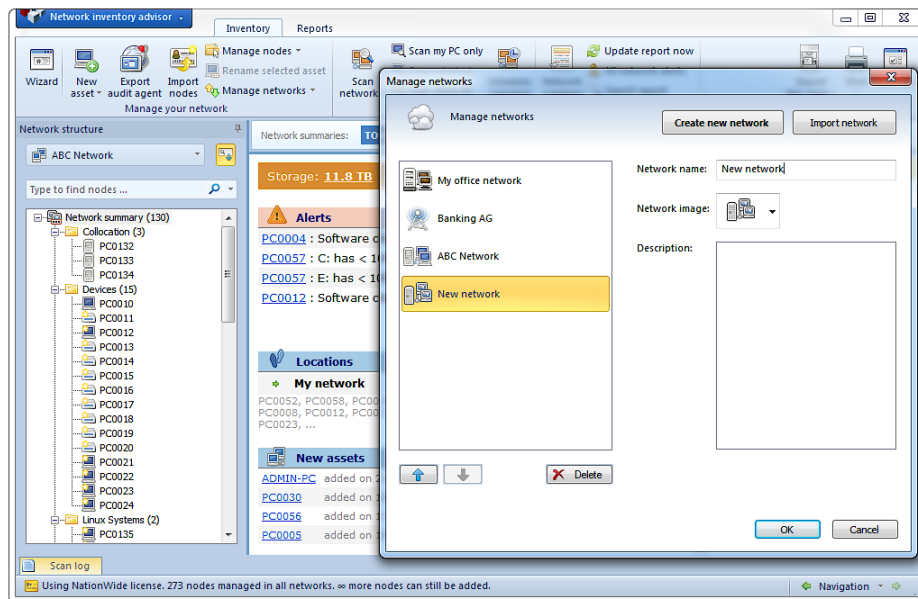 Network inventory advisor
Inventory
Reports
Wizard
New asset
Export audit agent
Import nodes
Manage nodes
Rename selected asset
Manage networks
Manage your network
Scan network
Scan my PC only
Update report now
Network structure
ABC Network
Type to find nodes ...
Network summary (130)
Collocation (3)
PC0132
PC0133
PC0134
Devices (15)
PC0010
PC0011
PC0012
PC0013
PC0014
PC0015
PC0016
PC0017
PC0018
PC0019
PC0020
PC0021
PC0022
PC0023
PC0024
Linux Systems (2)
PC0135
Network summaries: TO
Storage: 11.8 TB
Alerts
PC0004 : Software
PC0057 : C: has < 1
PC0057 : E: has < 1
PC0012 : Software
Locations
My network
PC0052, PC0058, PC00
PC0008, PC0012, PC00
PC0023, ...
New assets
ADMIN-PC added on 2
PC0030 added on 1
PC0056 added on 1
PC0005 added on
Manage networks
Manage networks
Create new network
Import network
My office network
Banking AG
ABC Network
New network
Network name: New network
Network image:
Description:
Delete
OK
Cancel
Scan log
Using NationWide license. 273 nodes managed in all networks. ∞ more nodes can still be added.
Navigation